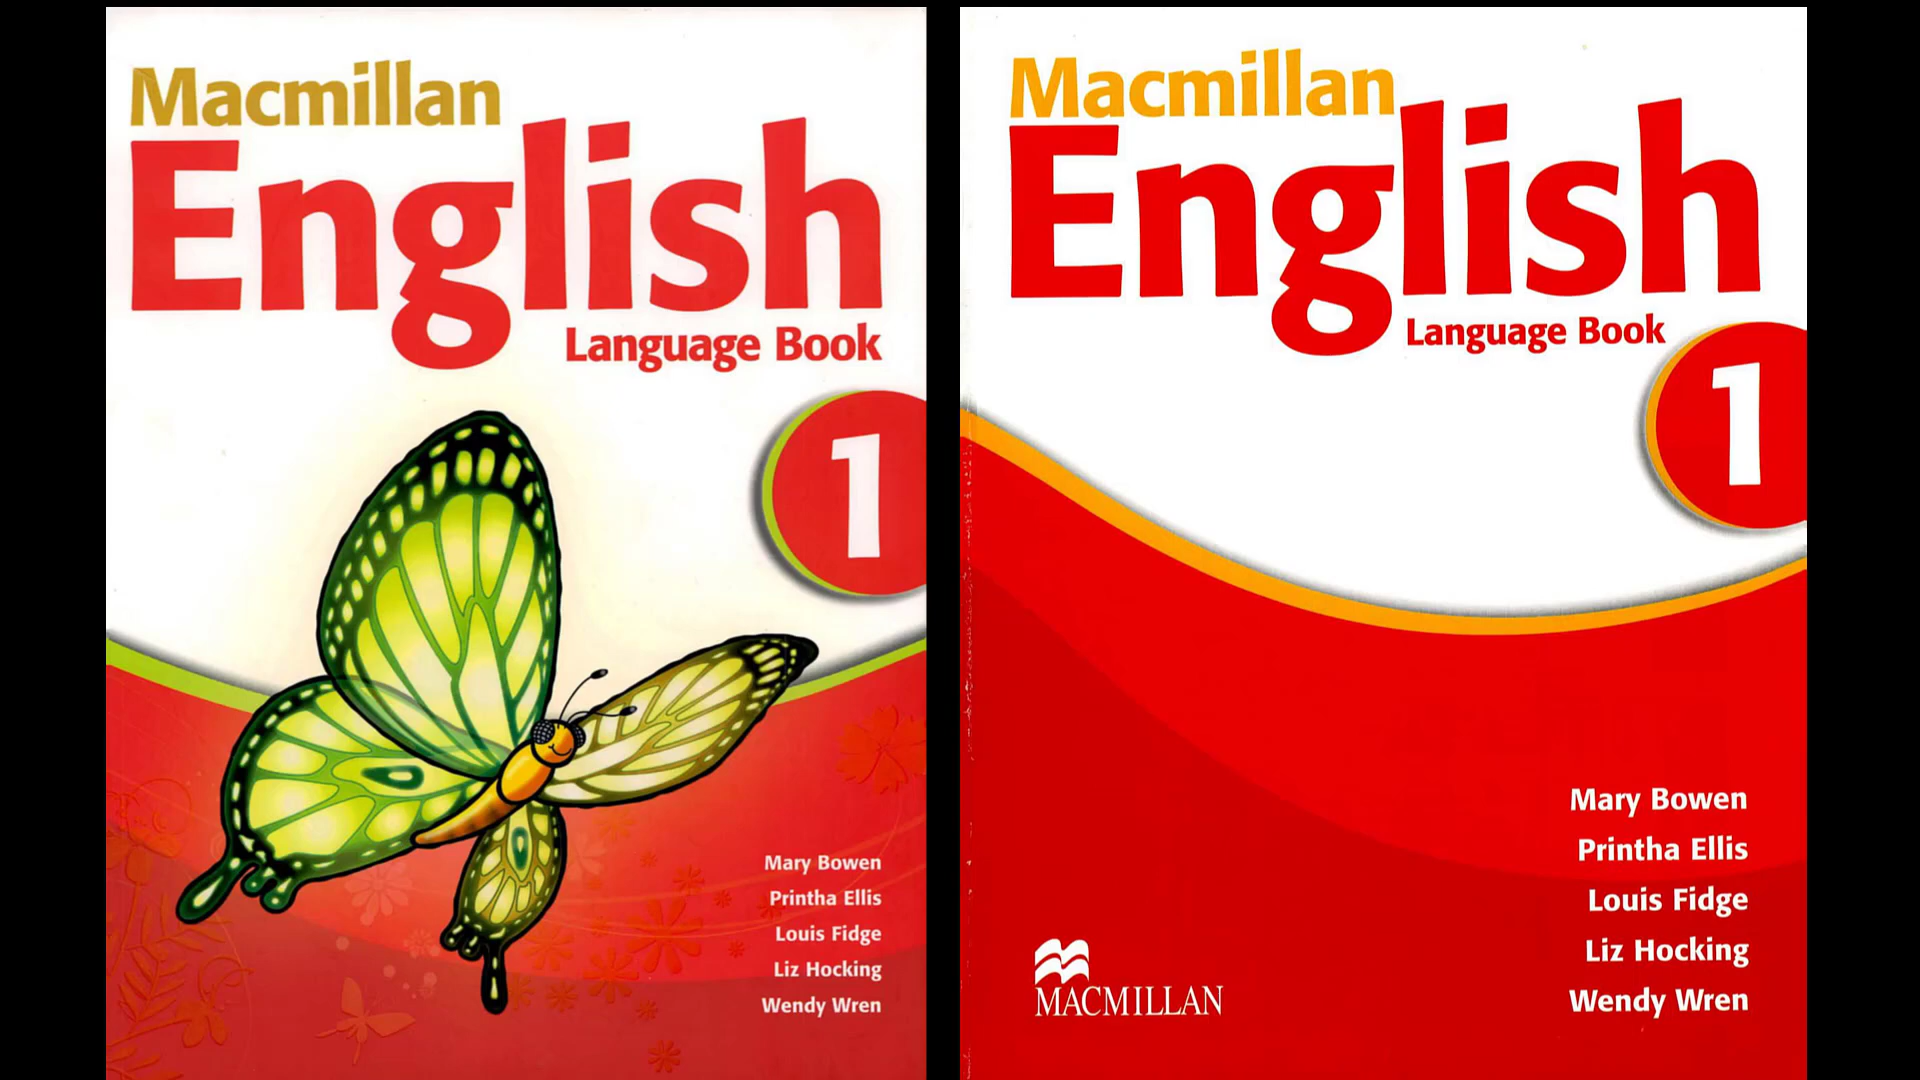 Macmillan
English
Language Book
1
Mary Bowen
Printha Ellis
Louis Fidge
Liz Hocking
Wendy Wren
Macmillan
English
Language Book
1
Mary Bowen
Printha Ellis
Louis Fidge
Liz Hocking
Wendy Wren
MACMILLAN